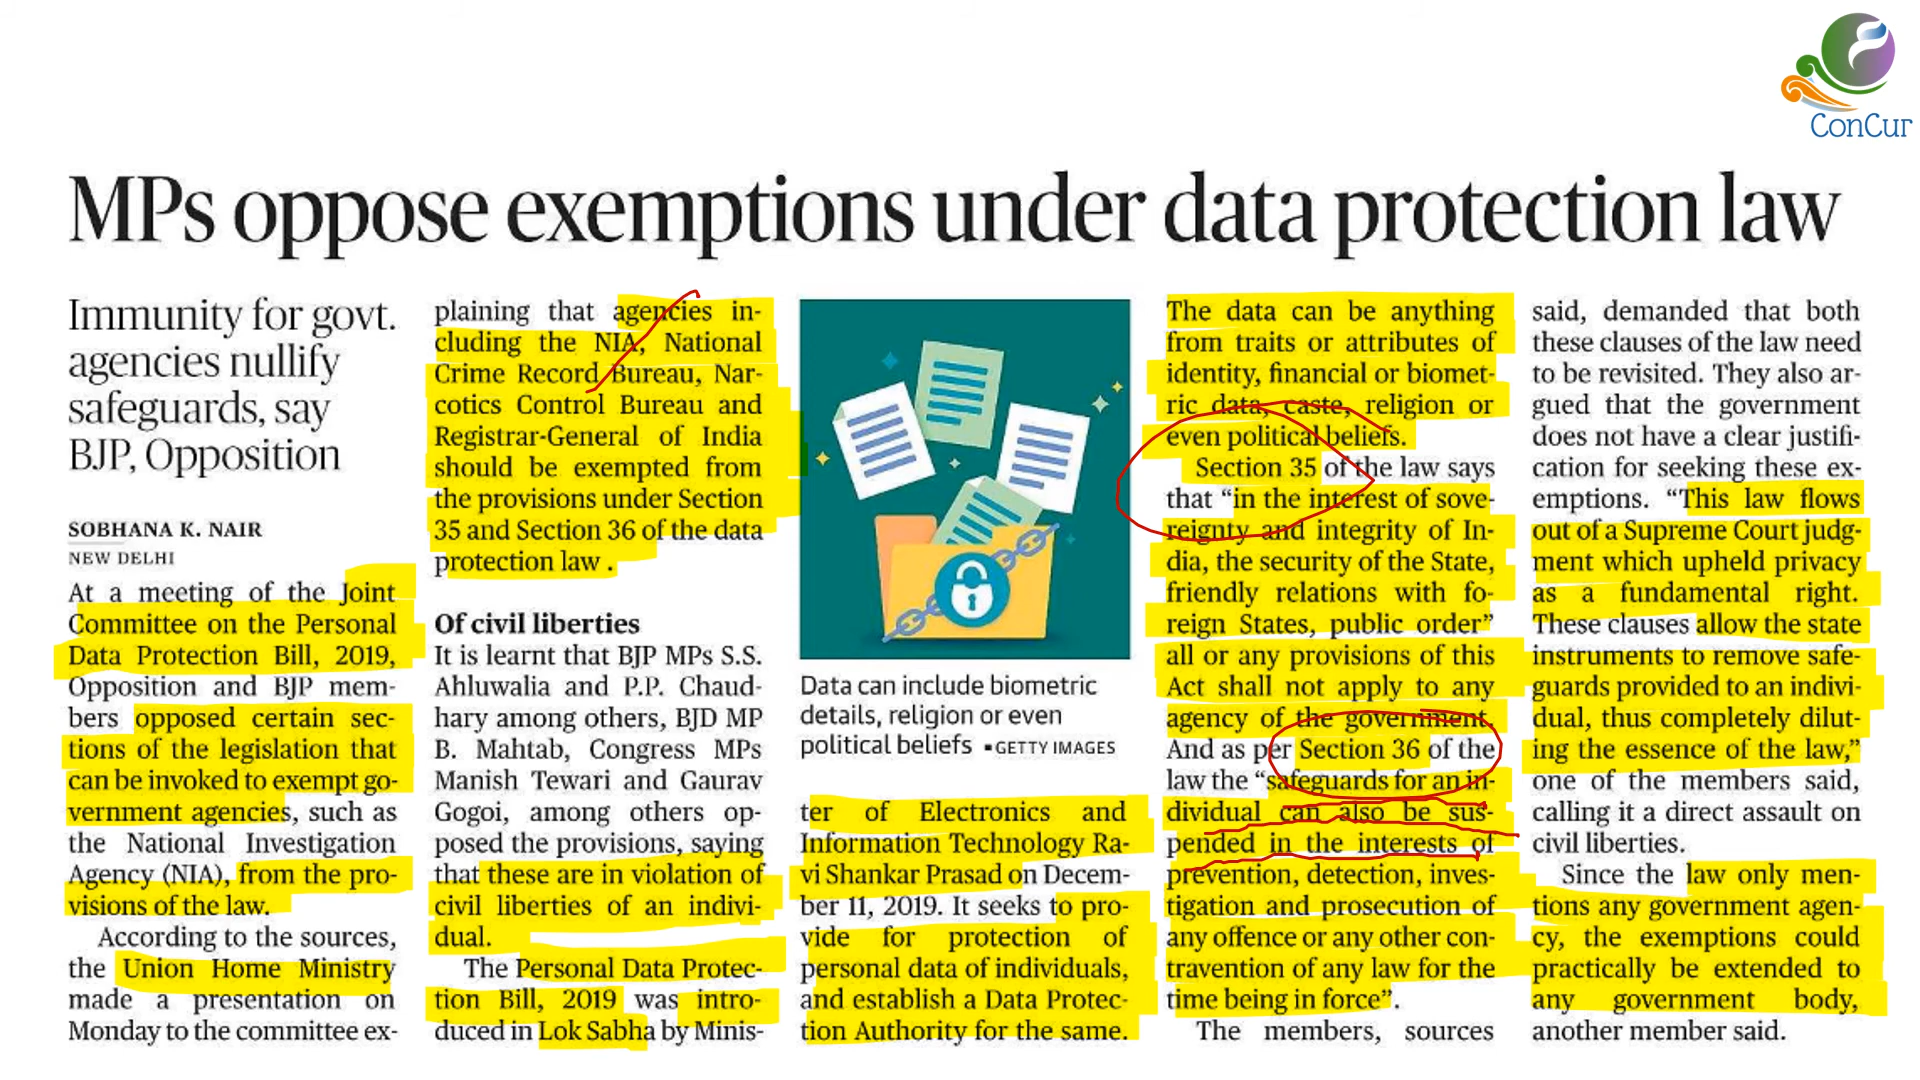 ConCur
MPs oppose exemptions under data protection law
Immunity for govt.
agencies nullify
safeguards, say
BJP, Opposition
SOBHANA K. NAIR
NEW DELHI
At a meeting of the Joint
Committee on the Personal
Data Protection Bill, 2019,
Opposition and BJP mem-
bers opposed certain sec-
tions of the legislation that
can be invoked to exempt go-
vernment agencies, such as
the National Investigation
Agency (NIA), from the pro-
visions of the law.
According to the sources,
the Union Home Ministry
made a presentation on
Monday to the committee ex-
plaining that agencies in-
cluding the NIA, National
Crime Record Bureau, Nar-
cotics Control Bureau and
Registrar-General of India
should be exempted from
the provisions under Section
35 and Section 36 of the data
protection law .
Of civil liberties
It is learnt that BJP MPs S.S.
Ahluwalia and P.P. Chaud-
hary among others, BJD MP
B. Mahtab, Congress MPs
Manish Tewari and Gaurav
Gogoi, among others op-
posed the provisions, saying
that these are in violation of
civil liberties of an indivi-
dual.
The Personal Data Protec-
tion Bill, 2019 was intro-
duced in Lok Sabha by Minis-
Data can include biometric
details, religion or even
political beliefs ▪GETTY IMAGES
ter of Electronics and
Information Technology Ra-
vi Shankar Prasad on Decem-
ber 11, 2019. It seeks to pro-
vide for protection of
personal data of individuals,
and establish a Data Protec-
tion Authority for the same.
The data can be anything
from traits or attributes of
identity, financial or biomet-
ric data, caste, religion or
even political beliefs.
Section 35 of the law says
that “in the interest of sove-
reignty and integrity of In-
dia, the security of the State,
friendly relations with fo-
reign States, public order”
all or any provisions of this
Act shall not apply to any
agency of the government.
And as per Section 36 of the
law the “safeguards for an in-
dividual can also be sus-
pended in the interests of
prevention, detection, inves-
tigation and prosecution of
any offence or any other con-
travention of any law for the
time being in force”.
The members, sources
said, demanded that both
these clauses of the law need
to be revisited. They also ar-
gued that the government
does not have a clear justifi-
cation for seeking these ex-
emptions. “This law flows
out of a Supreme Court judg-
ment which upheld privacy
as a fundamental right.
These clauses allow the state
instruments to remove safe-
guards provided to an indivi-
dual, thus completely dilut-
ing the essence of the law,”
one of the members said,
calling it a direct assault on
civil liberties.
Since the law only men-
tions any government agen-
cy, the exemptions could
practically be extended to
any government body,
another member said.